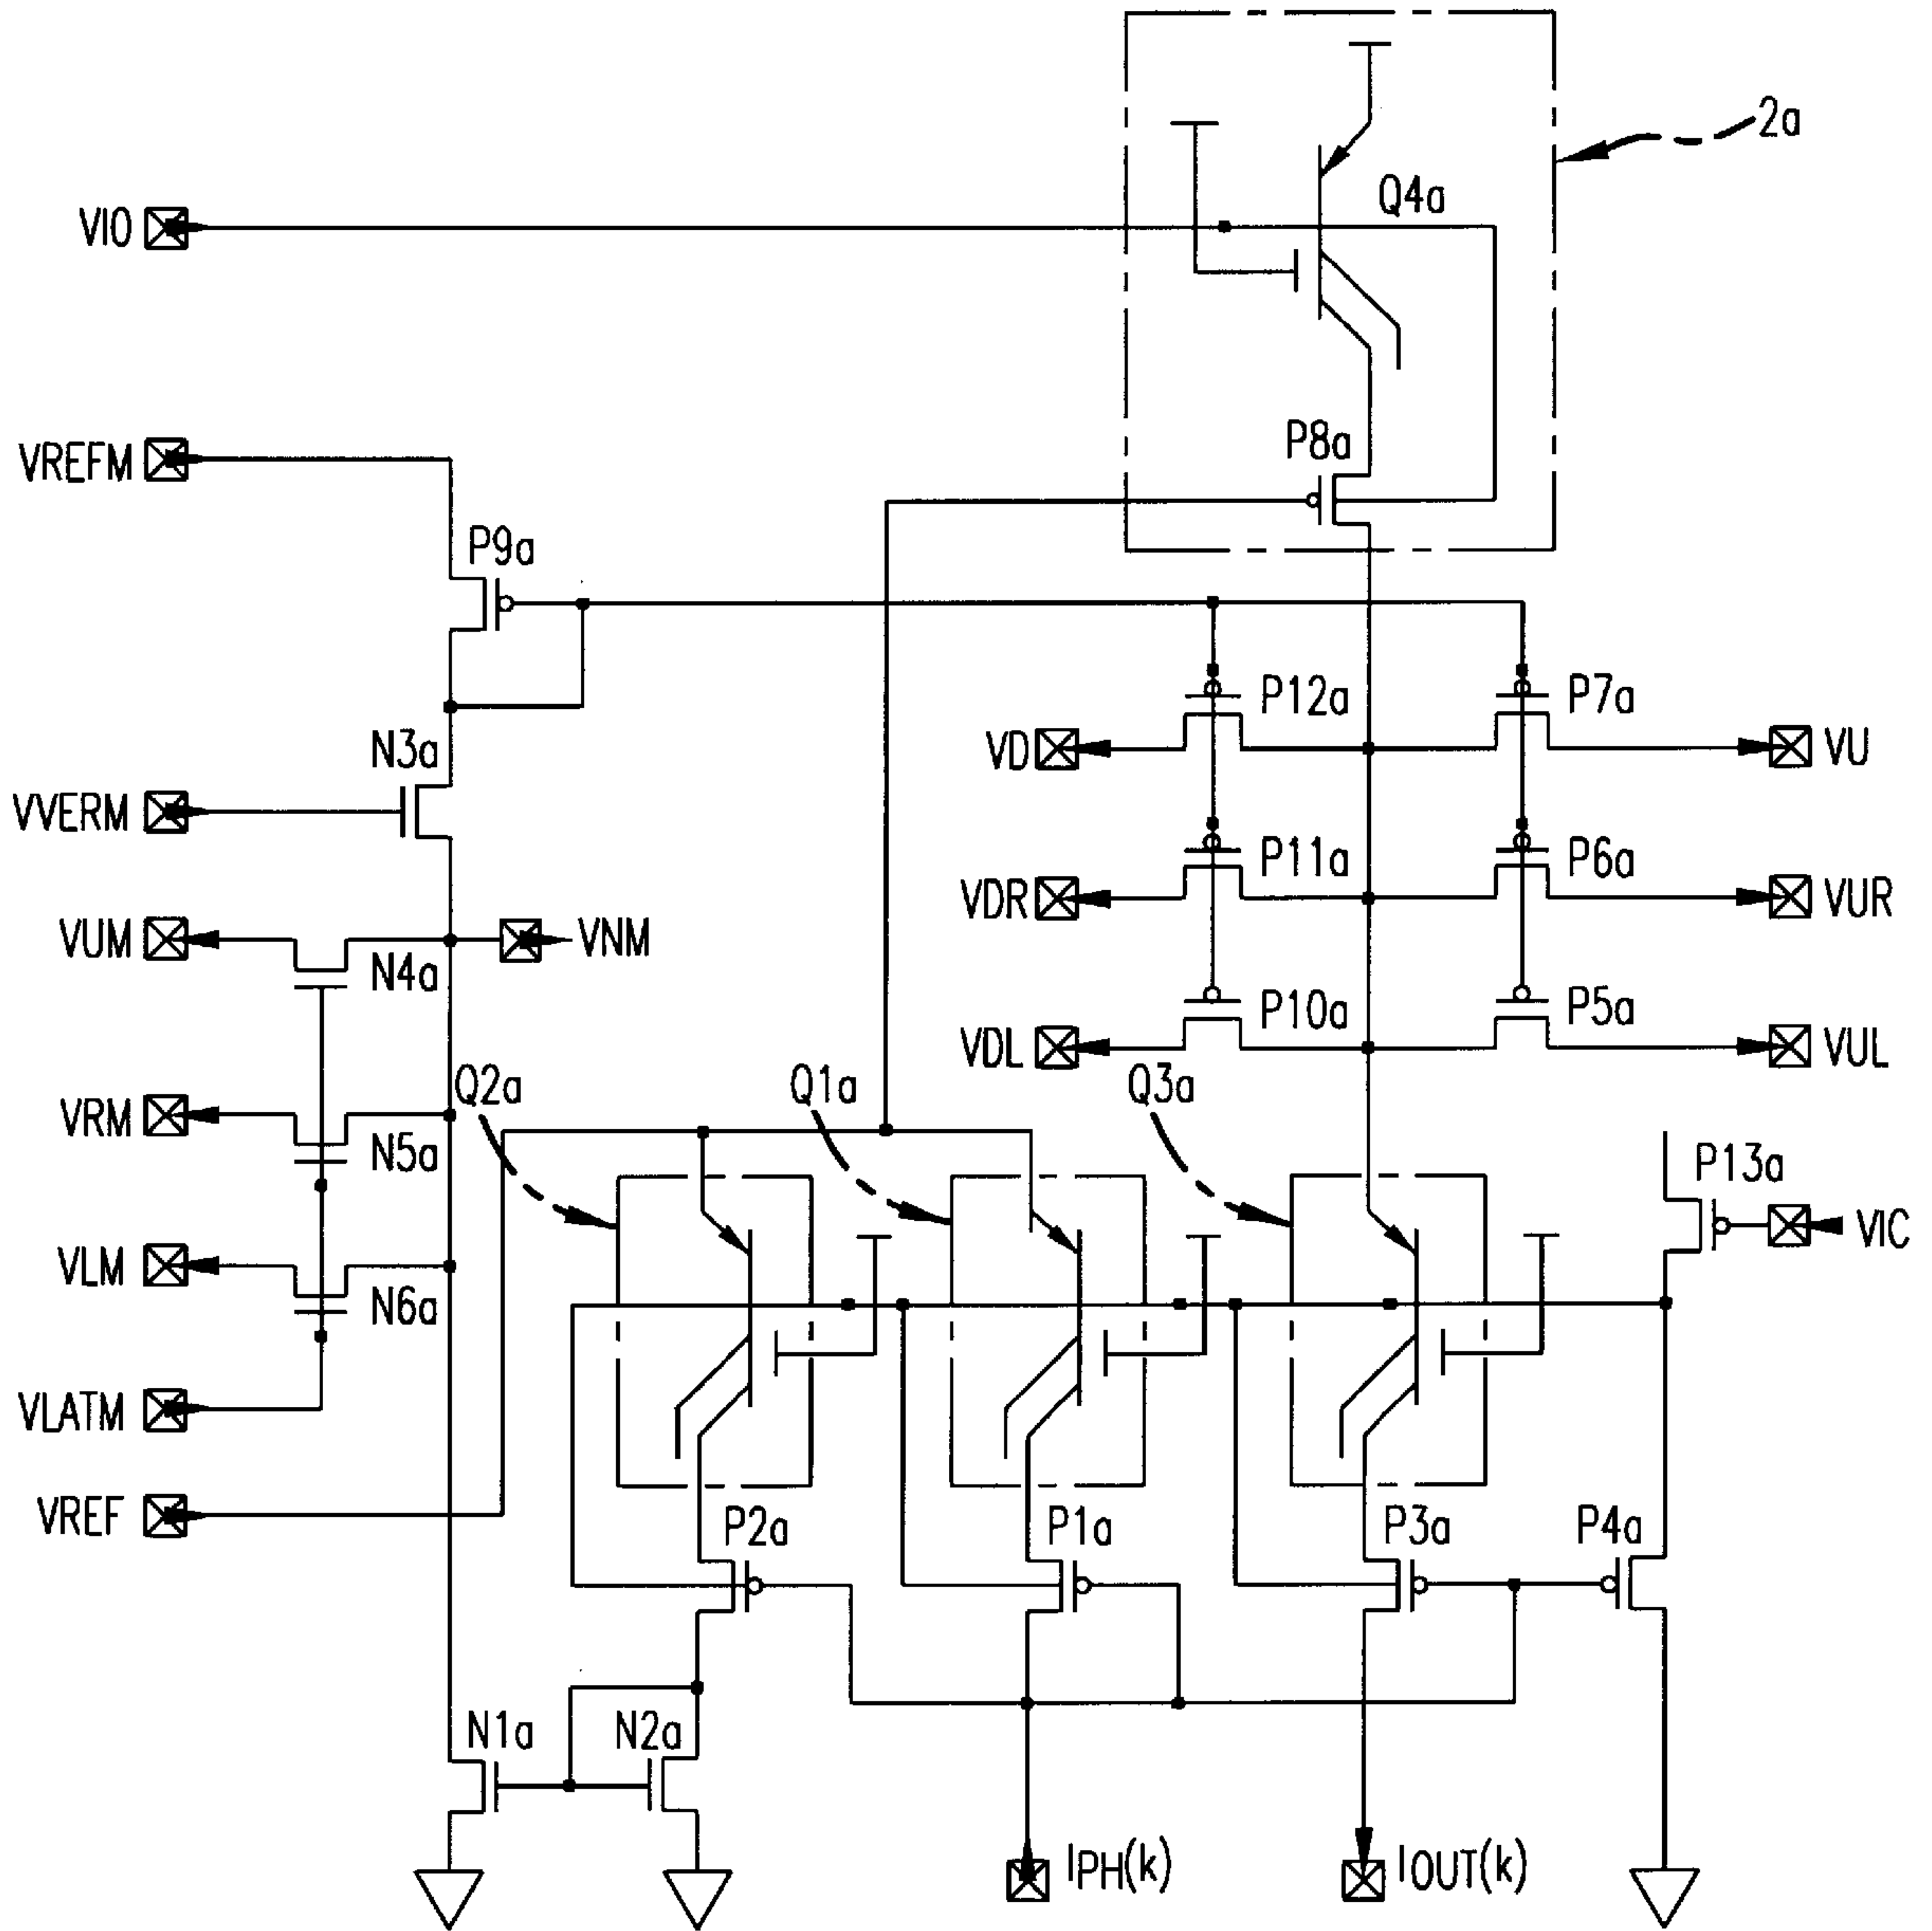 2a
Q4a
VIO
P8a
VREFM
P9a
P12a
P7a
N3a
VD
VU
VVERM
P11a
P6a
VDR
VUR
VUM
VNM
N4a
P10a
P5a
VDL
VUL
Q2a
Q1a
Q3a
VRM
N5a
P13a
VIC
VLM
N6a
VLATM
VREF
P2a
P1a
P3a
P4a
N1a
N2a
IPH(k)
IOUT(k)